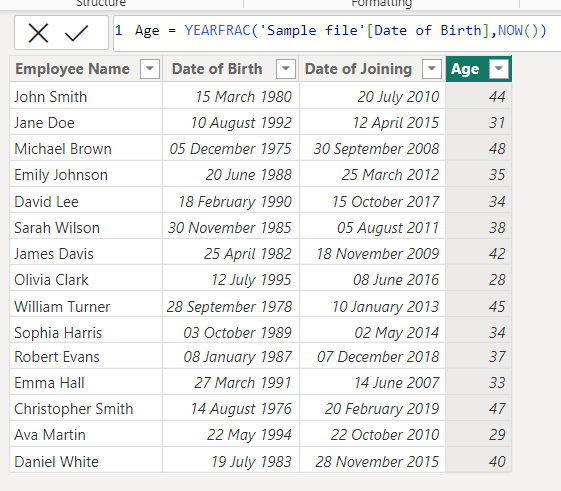 Structure Formatting
1 Age = YEARFRAC('Sample file'[Date of Birth],NOW())
Employee Name Date of Birth Date of Joining Age
John Smith 15 March 1980 20 July 2010 44
Jane Doe 10 August 1992 12 April 2015 31
Michael Brown 05 December 1975 30 September 2008 48
Emily Johnson 20 June 1988 25 March 2012 35
David Lee 18 February 1990 15 October 2017 34
Sarah Wilson 30 November 1985 05 August 2011 38
James Davis 25 April 1982 18 November 2009 42
Olivia Clark 12 July 1995 08 June 2016 28
William Turner 28 September 1978 10 January 2013 45
Sophia Harris 03 October 1989 02 May 2014 34
Robert Evans 08 January 1987 07 December 2018 37
Emma Hall 27 March 1991 14 June 2007 33
Christopher Smith 14 August 1976 20 February 2019 47
Ava Martin 22 May 1994 22 October 2010 29
Daniel White 19 July 1983 28 November 2015 40